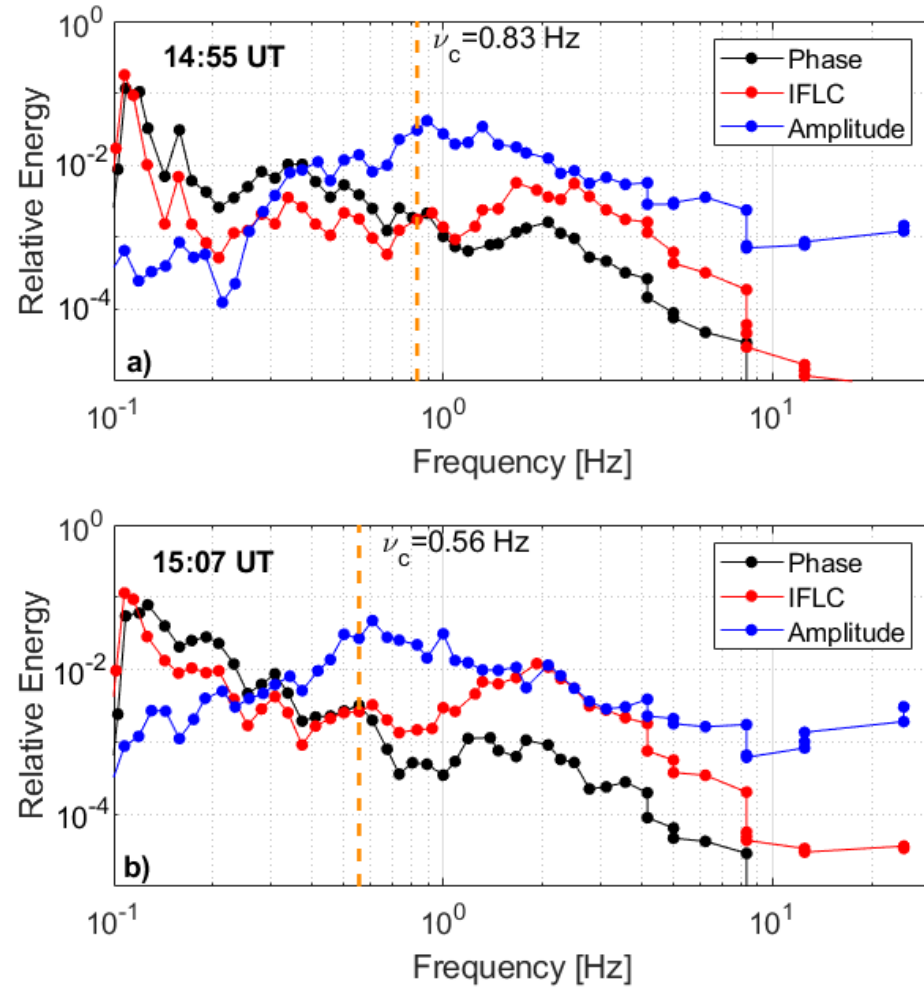 14:55 UT
ν_c=0.83 Hz
Phase
IFLC
Amplitude
Relative Energy
10^0
10^-2
10^-4
a)
10^-1
10^0
10^1
Frequency [Hz]
15:07 UT
ν_c=0.56 Hz
Phase
IFLC
Amplitude
Relative Energy
10^0
10^-2
10^-4
b)
10^-1
10^0
10^1
Frequency [Hz]